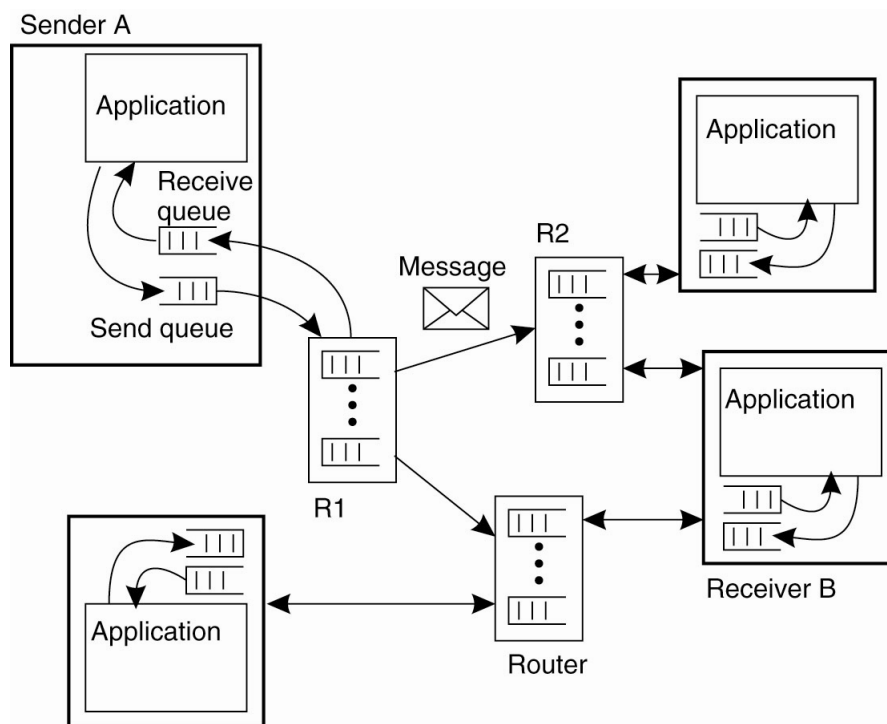 Sender A
Application
Receive
queue
Send queue
R1
Message
R2
Application
Application
Receiver B
Application
Router